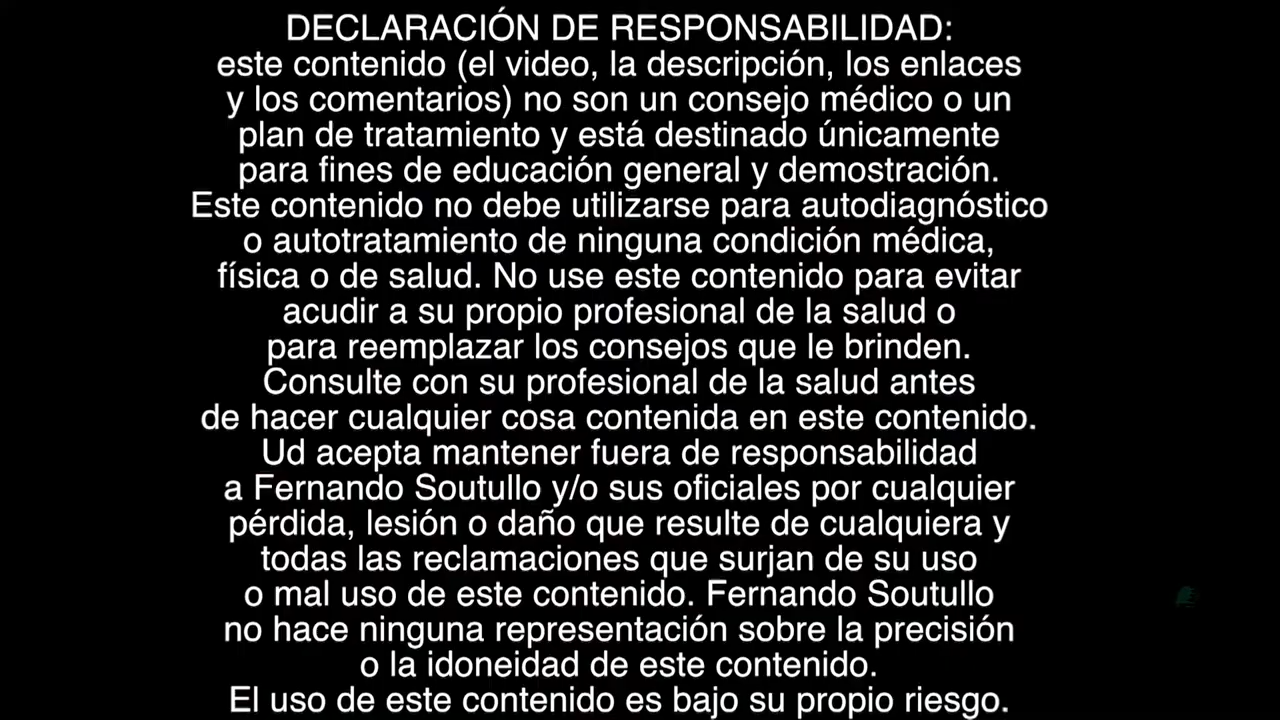 DECLARACIÓN DE RESPONSABILIDAD:
este contenido (el video, la descripción, los enlaces
y los comentarios) no son un consejo médico o un
plan de tratamiento y está destinado únicamente
para fines de educación general y demostración.
Este contenido no debe utilizarse para autodiagnóstico
o autotratamiento de ninguna condición médica,
física o de salud. No use este contenido para evitar
acudir a su propio profesional de la salud o
para reemplazar los consejos que le brinden.
Consulte con su profesional de la salud antes
de hacer cualquier cosa contenida en este contenido.
Ud acepta mantener fuera de responsabilidad
a Fernando Soutullo y/o sus oficiales por cualquier
pérdida, lesión o daño que resulte de cualquiera y
todas las reclamaciones que surjan de su uso
o mal uso de este contenido. Fernando Soutullo
no hace ninguna representación sobre la precisión
o la idoneidad de este contenido.
El uso de este contenido es bajo su propio riesgo.